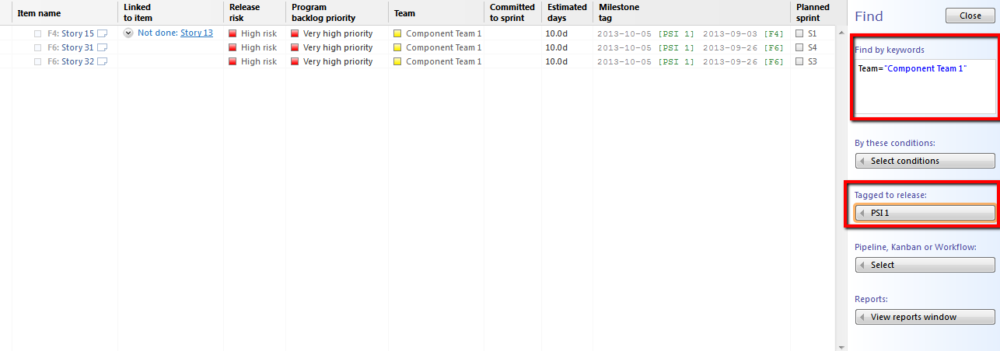 Item name Linked to item Release risk Program backlog priority Team Committed to sprint Estimated days Milestone tag Planned sprint
F4: Story 15 Not done: Story 13 High risk Very high priority Component Team 1 10.0d 2013-10-05 [PSI 1] 2013-09-03 [F4] S1
F6: Story 31 High risk Very high priority Component Team 1 10.0d 2013-10-05 [PSI 1] 2013-09-26 [F6] S4
F6: Story 32 High risk Very high priority Component Team 1 10.0d 2013-10-05 [PSI 1] 2013-09-26 [F6] S3
Find Close
Find by keywords
Team="Component Team 1"
By these conditions:
Select conditions
Tagged to release:
PSI 1
Pipeline, Kanban or Workflow:
Select
Reports:
View reports window